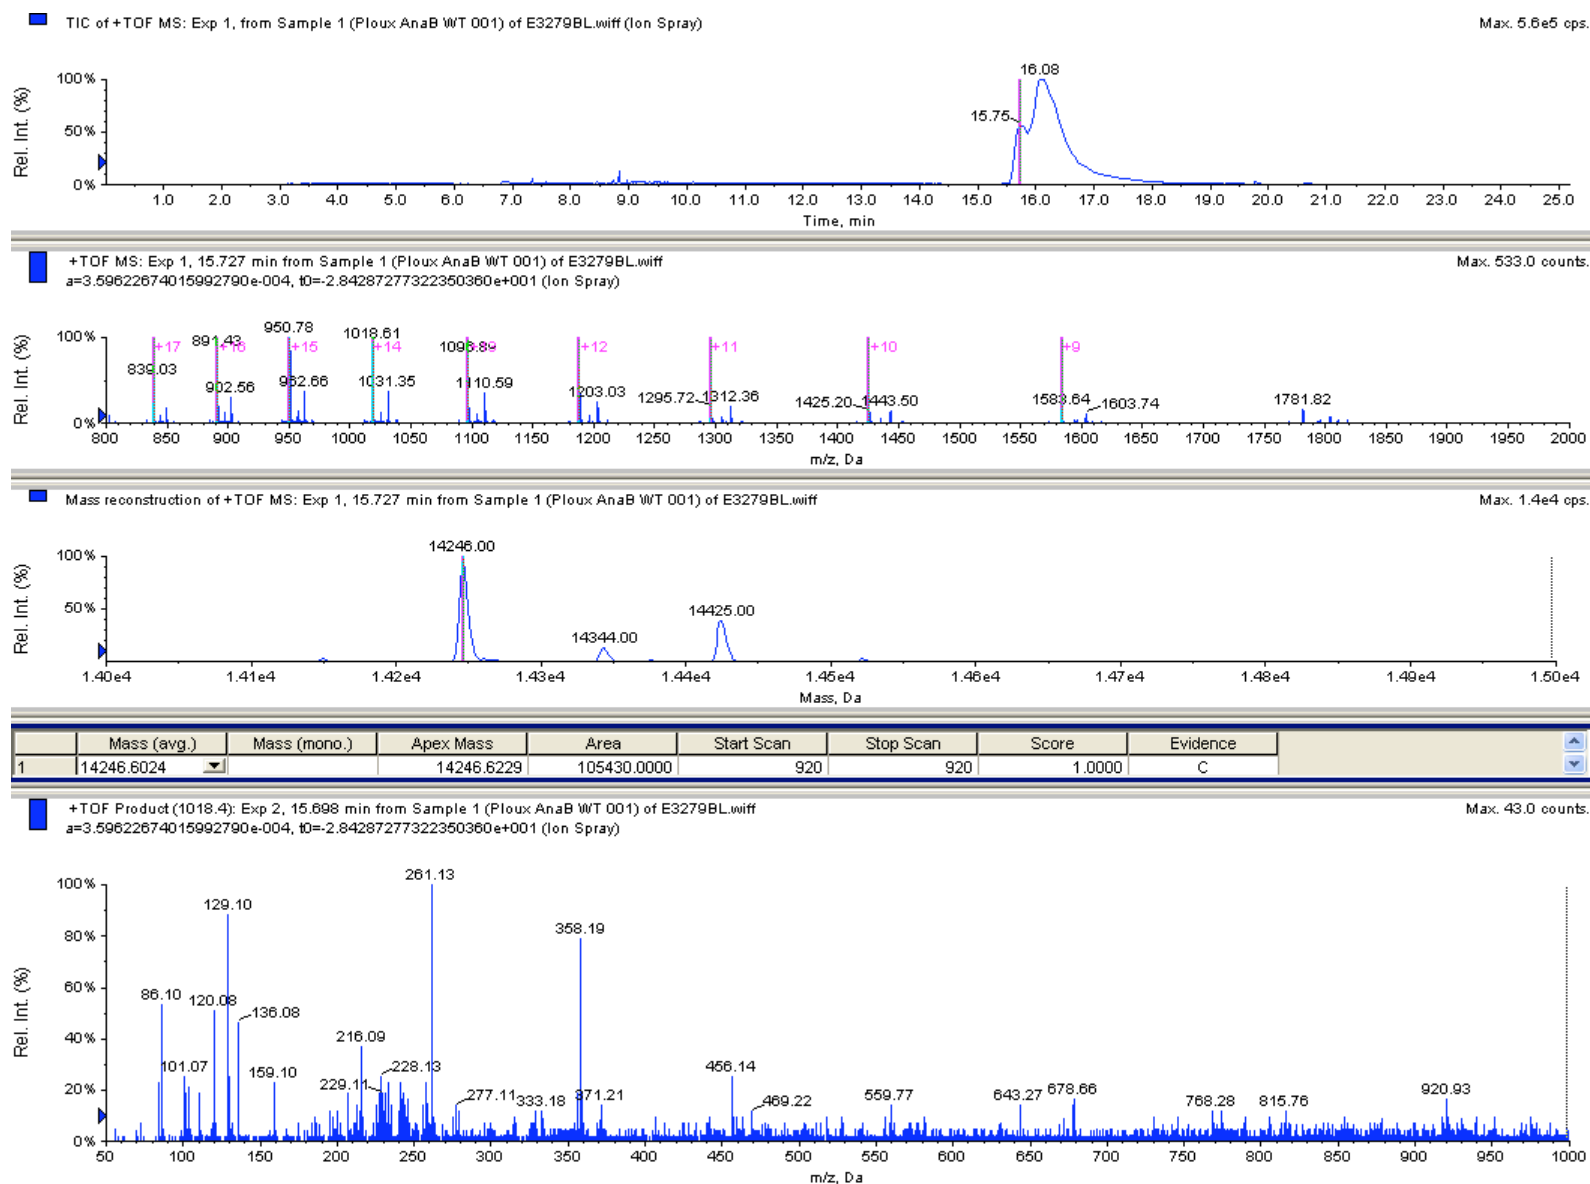 TIC of +TOF MS: Exp 1, from Sample 1 (Ploux AnaB WT 001) of E3279BL.wiff (Ion Spray) Max. 5.6e5 cps.
16.08
15.75
Rel. Int. (%)
100%
50%
0%
1.0 2.0 3.0 4.0 5.0 6.0 7.0 8.0 9.0 10.0 11.0 12.0 13.0 14.0 15.0 16.0 17.0 18.0 19.0 20.0 21.0 22.0 23.0 24.0 25.0
Time, min
+TOF MS: Exp 1, 15.727 min from Sample 1 (Ploux AnaB WT 001) of E3279BL.wiff Max. 533.0 counts.
a=3.59622674015992790e-004, t0=-2.84287277322350360e+001 (Ion Spray)
Rel. Int. (%)
100%
50%
0%
839.03 891.43 950.78 1018.61
+17 +16 +15 +14 +12 +11 +10 +9
902.56 962.66 1031.35 1110.59 1203.03 1295.72 1312.36 1425.20 1443.50 1583.64 1603.74 1781.82
800 850 900 950 1000 1050 1100 1150 1200 1250 1300 1350 1400 1450 1500 1550 1600 1650 1700 1750 1800 1850 1900 1950 2000
m/z, Da
Mass reconstruction of +TOF MS: Exp 1, 15.727 min from Sample 1 (Ploux AnaB WT 001) of E3279BL.wiff Max. 1.4e4 cps.
Rel. Int. (%)
100%
50%
14246.00
14344.00
14425.00
1.40e4 1.41e4 1.42e4 1.43e4 1.44e4 1.45e4 1.46e4 1.47e4 1.48e4 1.49e4 1.50e4
Mass, Da
Mass (avg.) Mass (mono.) Apex Mass Area Start Scan Stop Scan Score Evidence
1 14246.6024 14246.6229 105430.0000 920 920 1.0000 C
+TOF Product (1018.4): Exp 2, 15.698 min from Sample 1 (Ploux AnaB WT 001) of E3279BL.wiff Max. 43.0 counts.
a=3.59622674015992790e-004, t0=-2.84287277322350360e+001 (Ion Spray)
Rel. Int. (%)
100%
80%
60%
40%
20%
0%
261.13
129.10
358.19
86.10 120.08
136.08
216.09
101.07 159.10 228.13
229.11 277.11 333.18 371.21 456.14 469.22 559.77 643.27 678.66 768.28 815.76 920.93
50 100 150 200 250 300 350 400 450 500 550 600 650 700 750 800 850 900 950 1000
m/z, Da